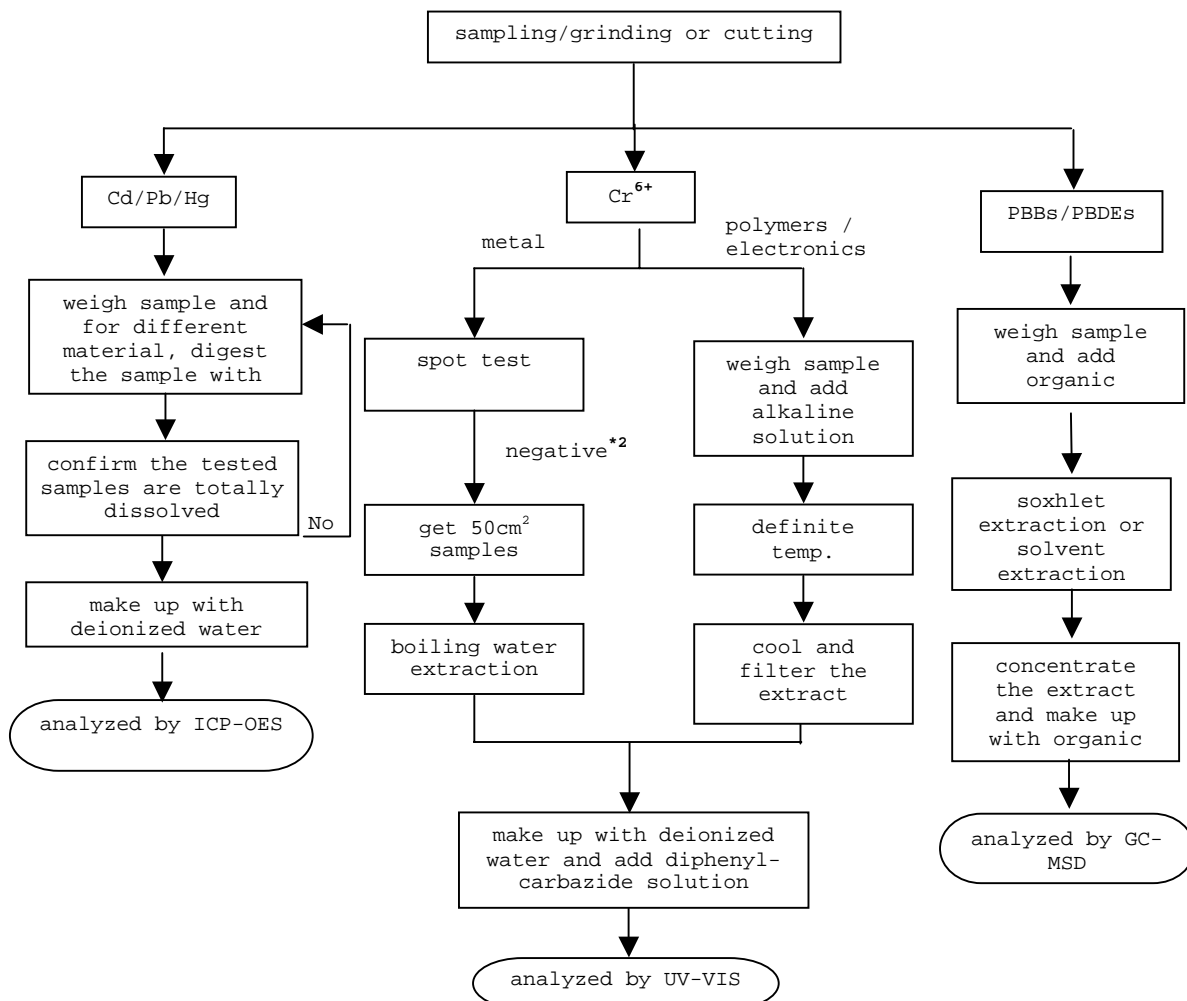 sampling/grinding or cutting
Cd/Pb/Hg
weigh sample and
for different
material, digest
the sample with
confirm the tested
samples are totally
dissolved
No
make up with
deionized water
analyzed by ICP-OES
Cr⁶⁺
metal
spot test
negative*²
get 50cm²
samples
boiling water
extraction
polymers /
electronics
weigh sample
and add
alkaline
solution
definite
temp.
cool and
filter the
extract
make up with deionized
water and add diphenyl-
carbazide solution
analyzed by UV-VIS
PBBs/PBDEs
weigh sample
and add
organic
soxhlet
extraction or
solvent
extraction
concentrate
the extract
and make up
with organic
analyzed by GC-
MSD